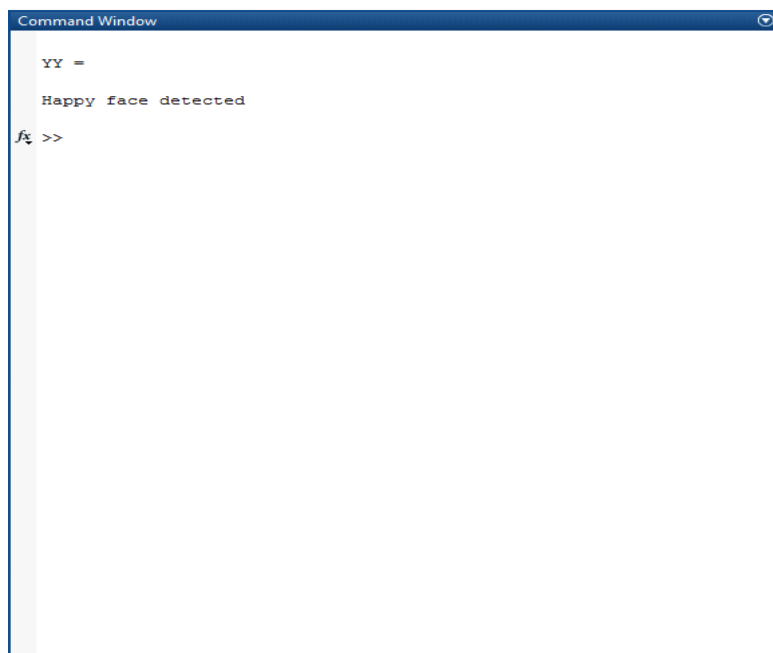 Command Window
YY =
Happy face detected
fx >>